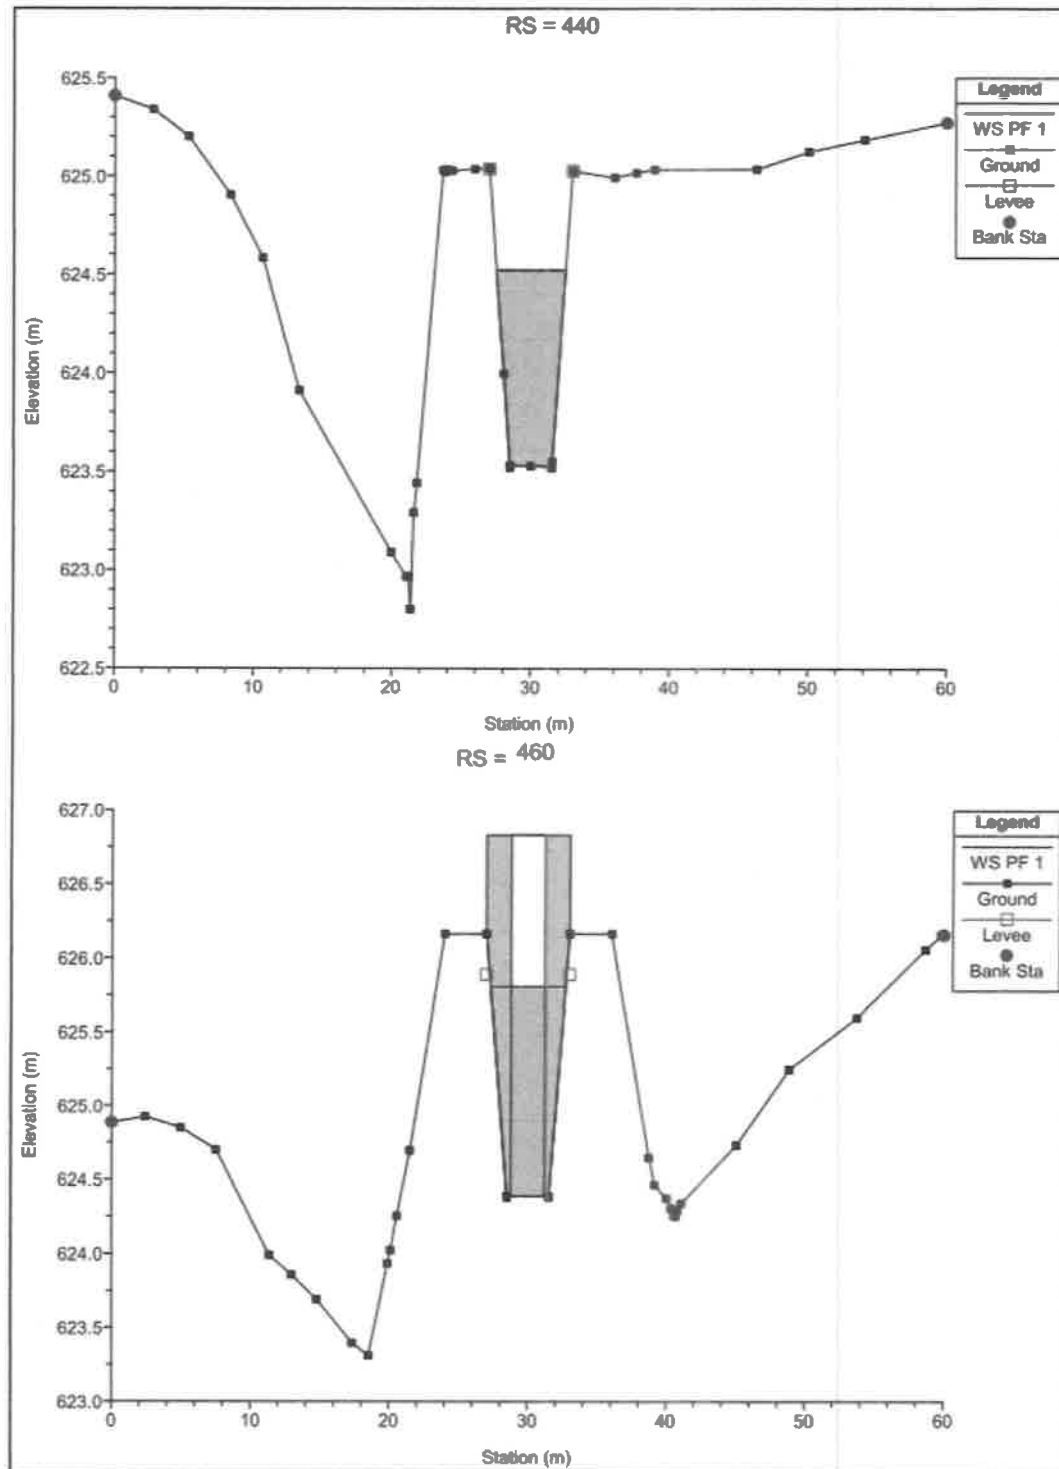 RS = 440
625.5
625.0
624.5
624.0
623.5
623.0
622.5
Elevation (m)
0 10 20 30 40 50 60
Station (m)
Legend
WS PF 1
Ground
Levee
Bank Sta
RS = 460
627.0
626.5
626.0
625.5
625.0
624.5
624.0
623.5
623.0
Elevation (m)
0 10 20 30 40 50 60
Station (m)
Legend
WS PF 1
Ground
Levee
Bank Sta